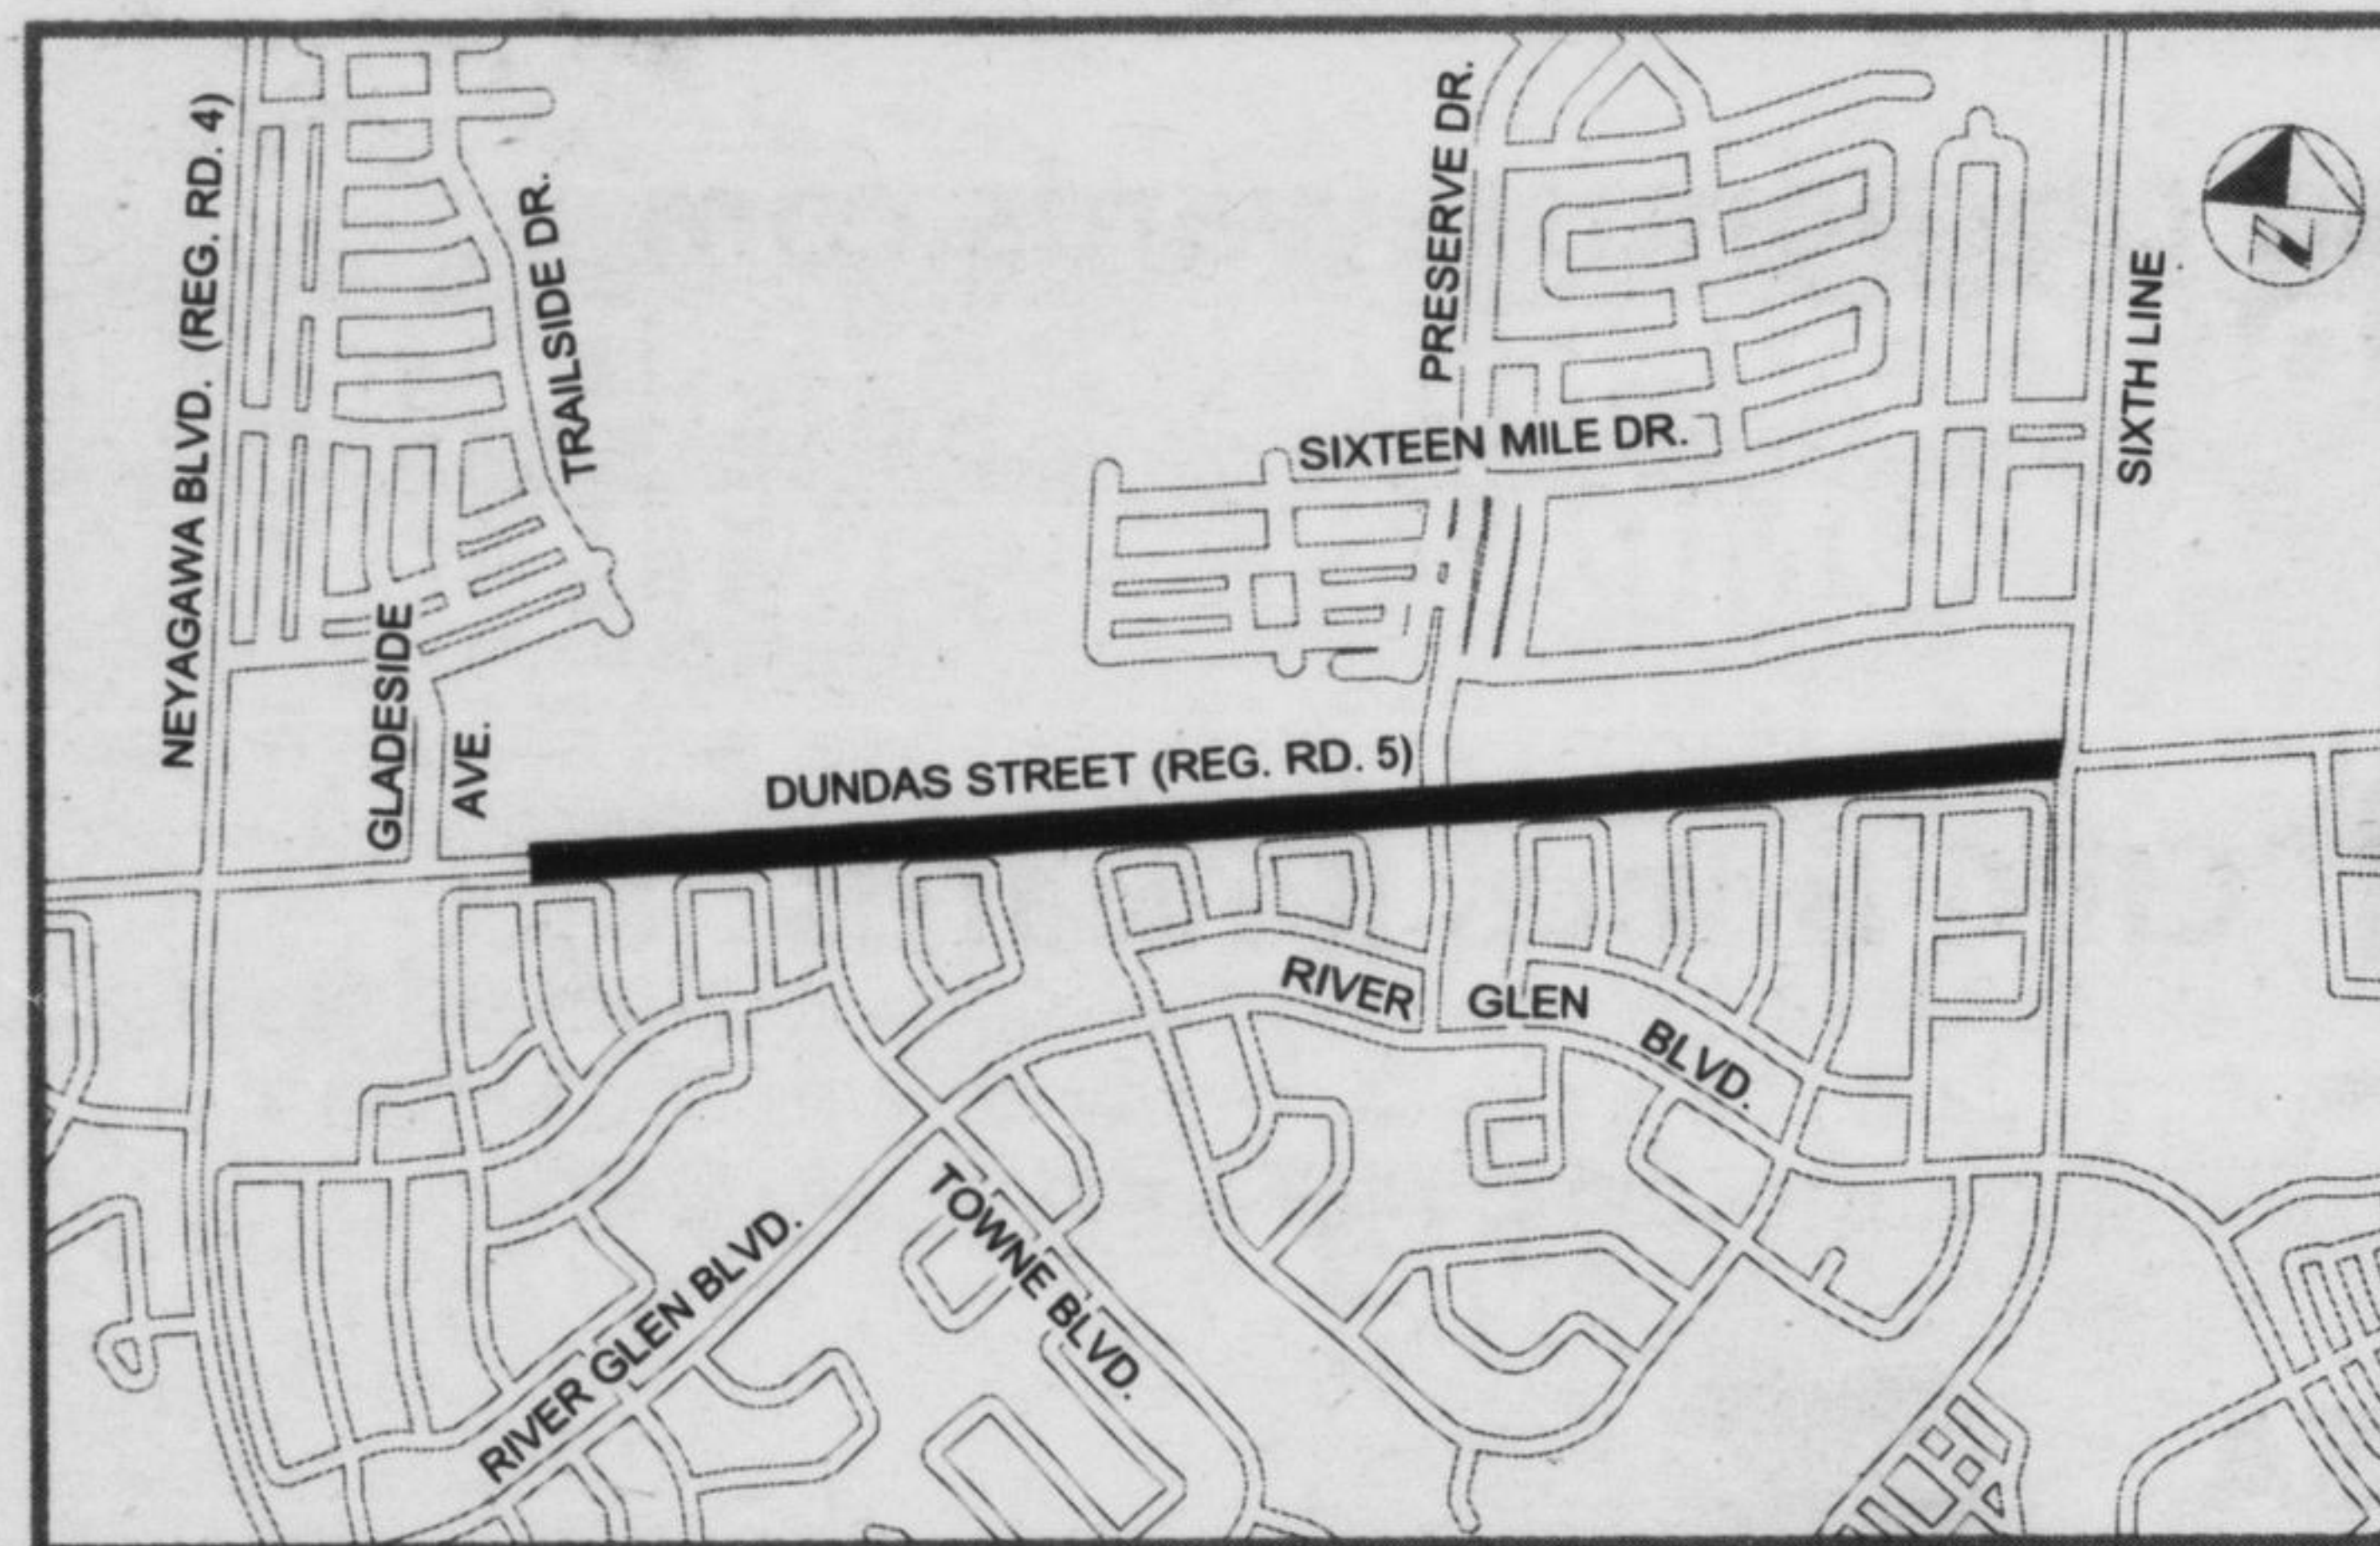 NEYAGAWA BLVD. (REG. RD. 4)
TRAILSIDE DR.
PRESERVE DR.
SIXTEEN MILE DR.
SIXTH LINE
N
GLADESIDE
AVE.
DUNDAS STREET (REG. RD. 5)
RIVER GLEN BLVD.
RIVER GLEN BLVD.
TOWNE BLVD.